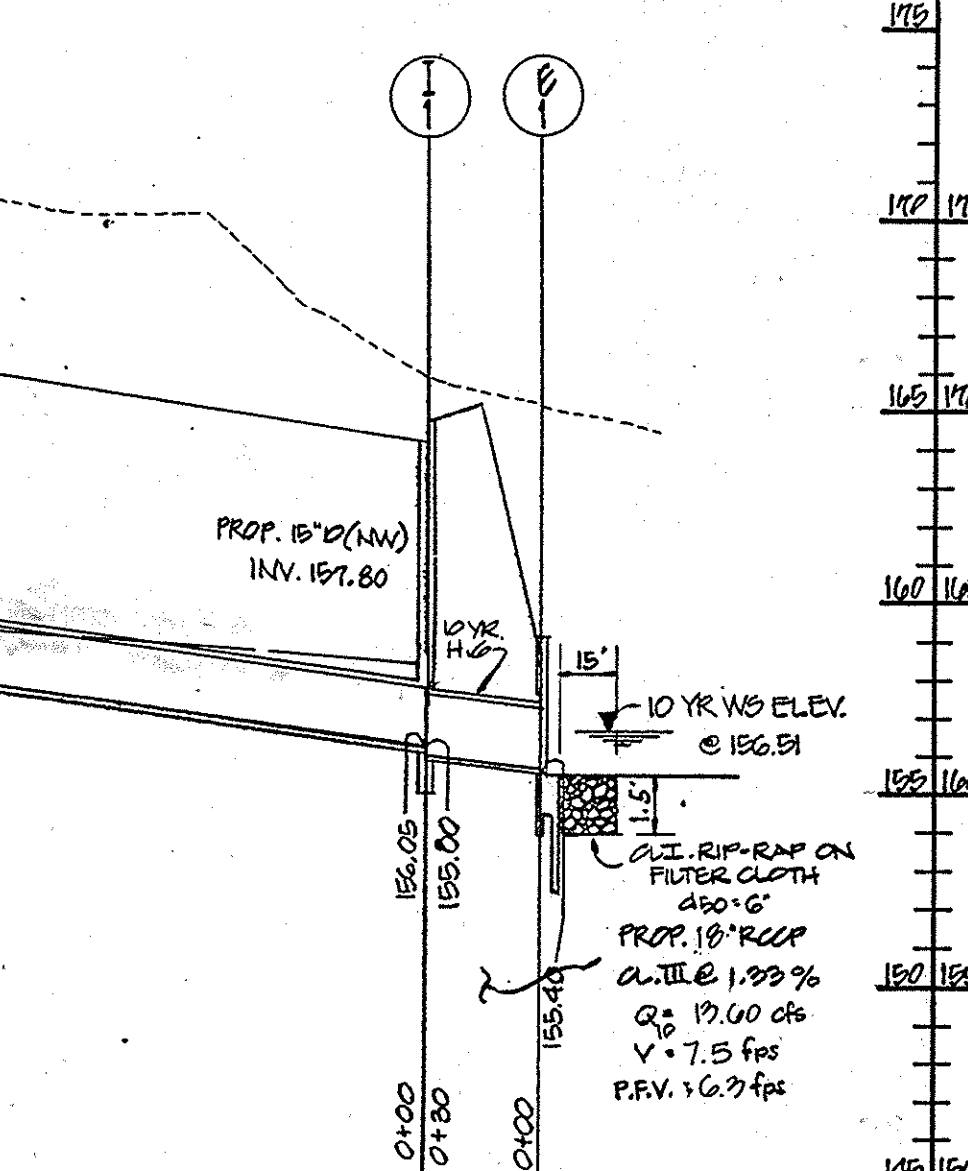 175
I
E
170
165
PROP. 15"D(NW)
INV. 157.80
160
10 YR.
H.G.
15'
10 YR WS ELEV.
@ 156.51
155
1.5'
156.05
155.80
CL I. RIP-RAP ON
FILTER CLOTH
d50=6"
PROP. 18" RCCP
CL. III @ 1.33%
155.40
150
Q10= 13.60 cfs
V = 7.5 fps
P.F.V. = 6.3 fps
0+00
0+30
0+00
145